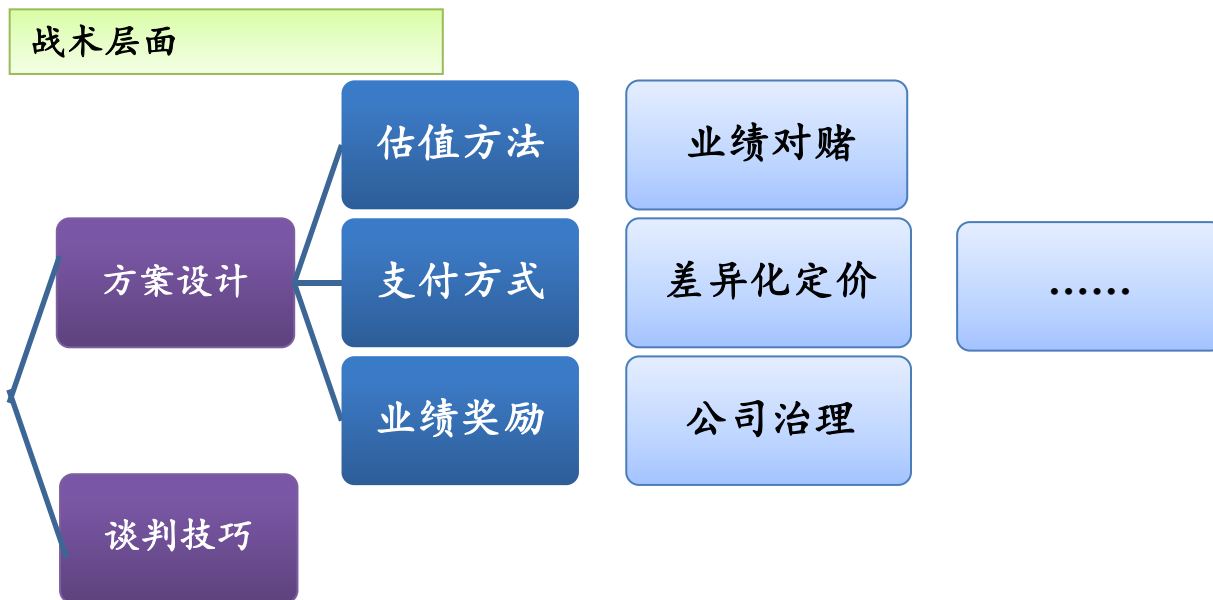 战术层面
估值方法
业绩对赌
方案设计
支付方式
差异化定价
……
业绩奖励
公司治理
谈判技巧